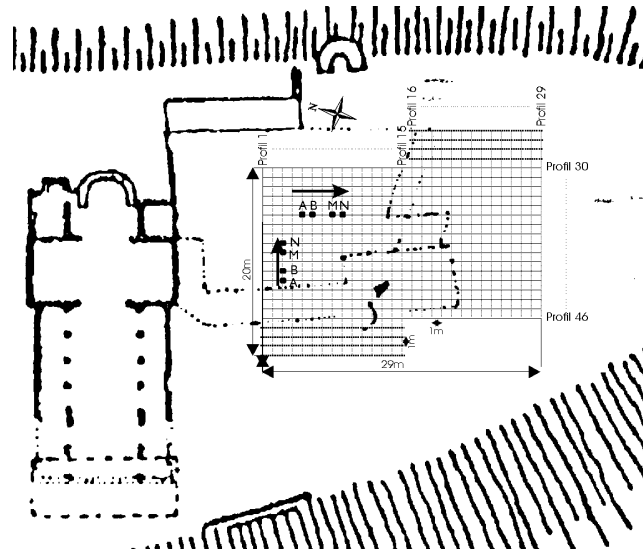 Profil 16
Profil 29
N
Profil 1
Profil 15
Profil 30
A B M N
N
M
B
A
20m
Profil 46
1m
1m
29m